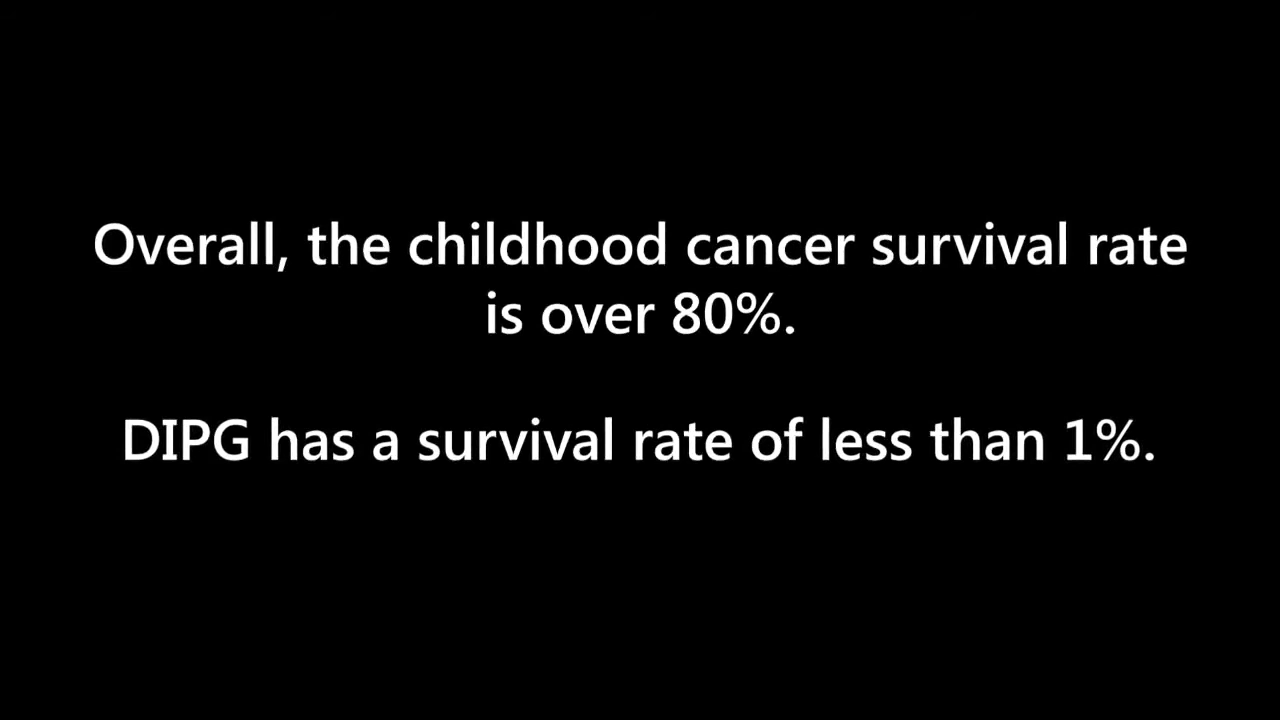 Overall, the childhood cancer survival rate
is over 80%.
DIPG has a survival rate of less than 1%.